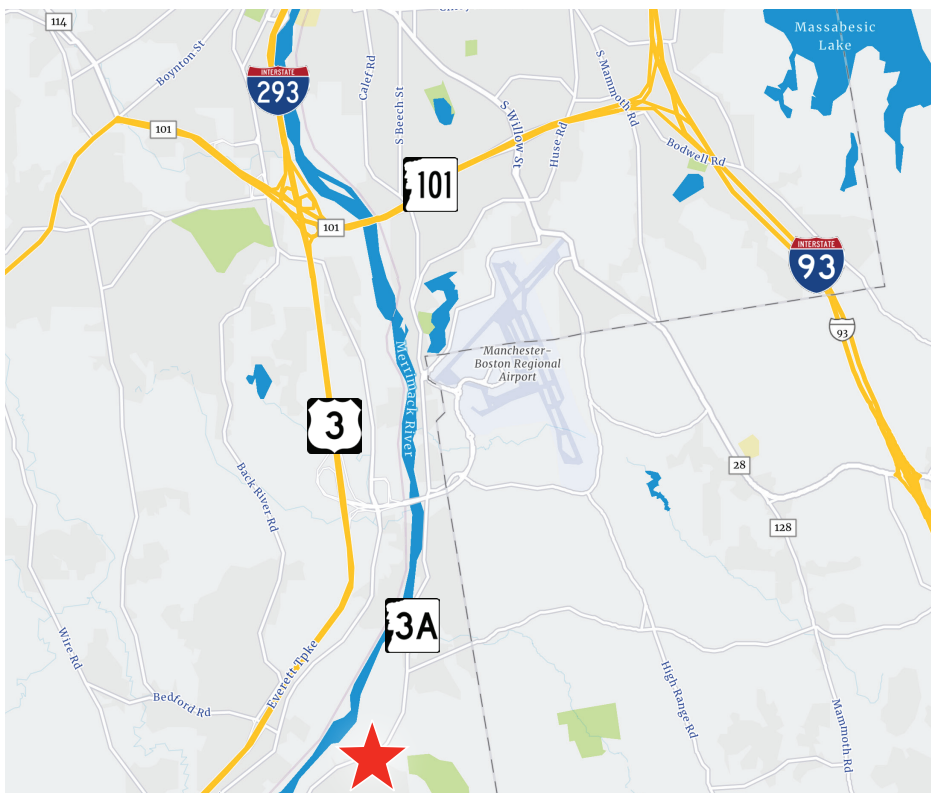 114
Boynton St
INTERSTATE
293
Calef Rd
S Beech St
S Willow St
S Mammoth Rd
Huse Rd
Massabesic
Lake
101
101
Bodwell Rd
101
INTERSTATE
93
93
Manchester–
Boston Regional
Airport
Merrimack River
3
Back River Rd
28
128
3A
Wire Rd
Bedford Rd
Everett Tpke
High Range Rd
Mammoth Rd